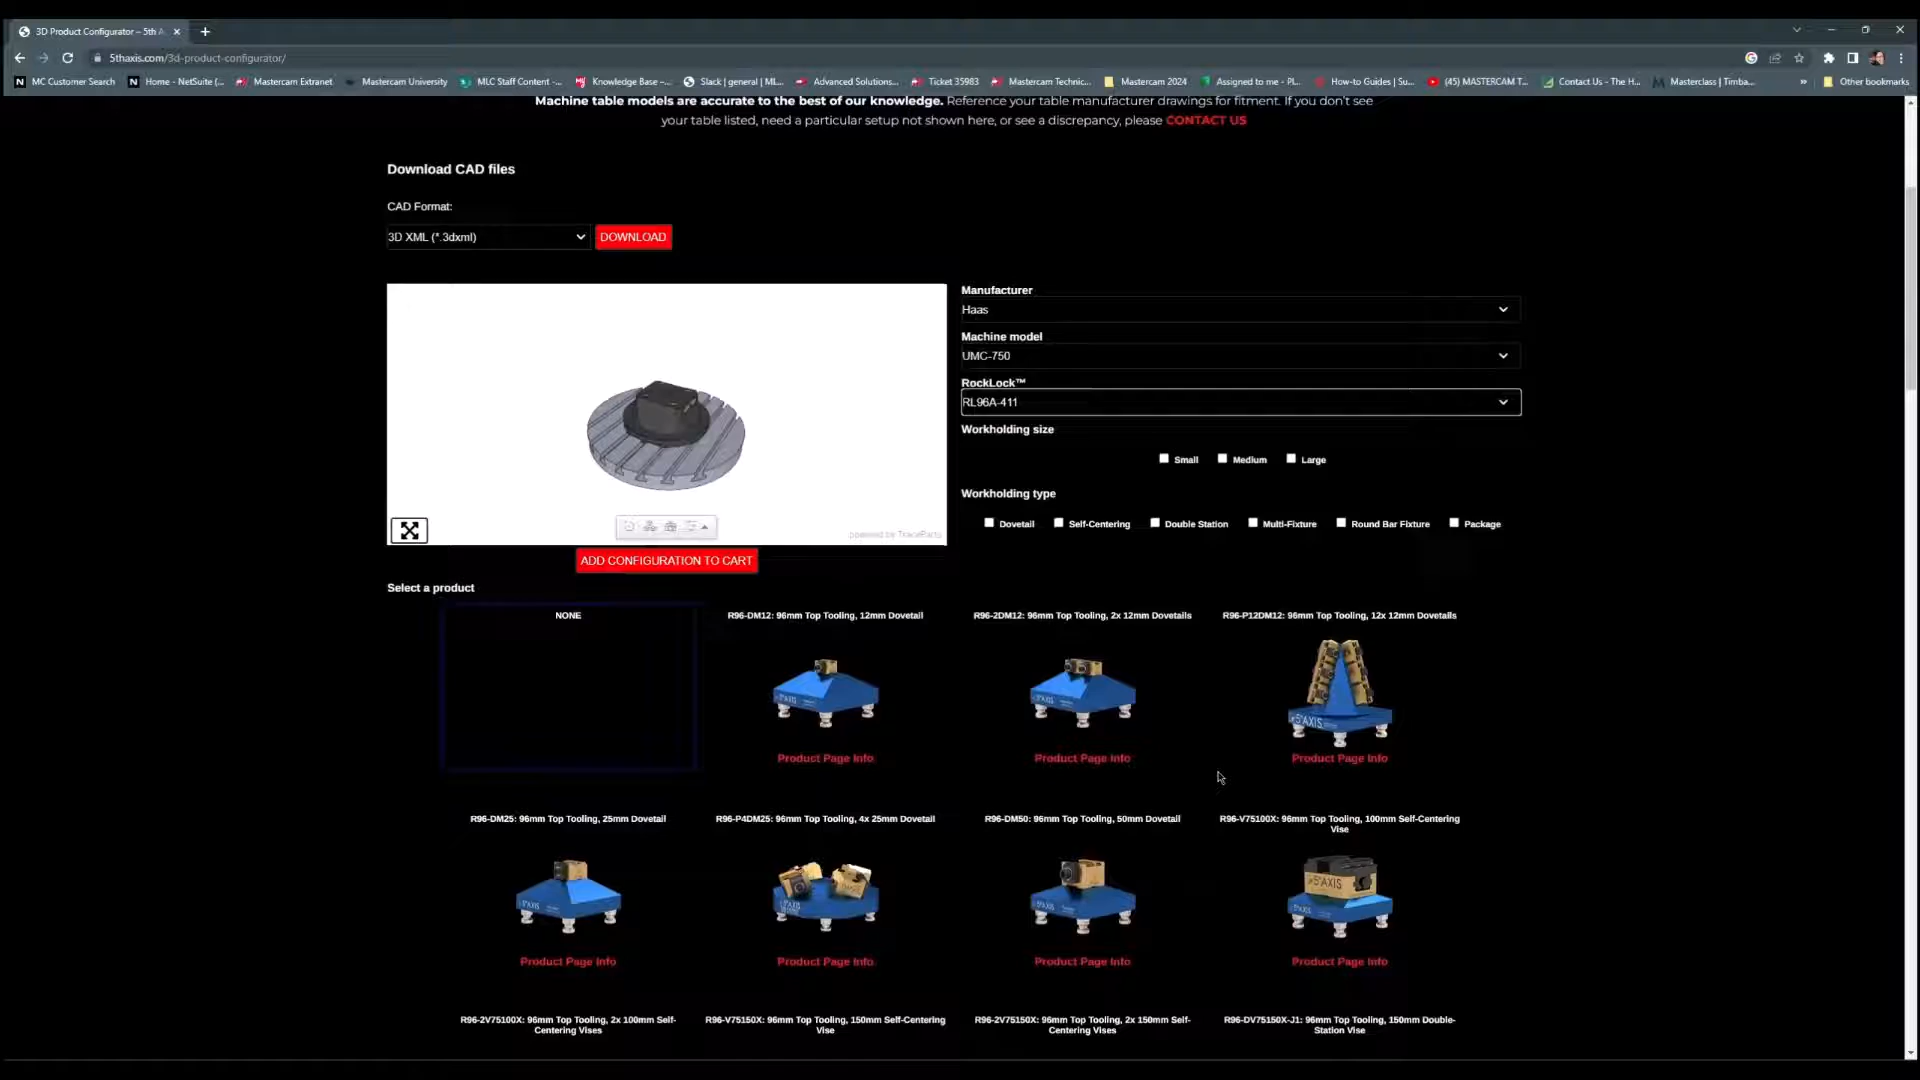 3D Product Configurator – 5th A
5thaxis.com/3d-product-configurator/
MC Customer Search
Home - NetSuite (...
Mastercam Extranet
Mastercam University
MLC Staff Content -...
Knowledge Base –...
Slack | general | ML...
Advanced Solutions...
Ticket 35983
Mastercam Technic...
Mastercam 2024
Assigned to me - PL...
How-to Guides | Su...
(45) MASTERCAM T...
Contact Us - The H...
Masterclass | Timba...
»
Other bookmarks
Machine table models are accurate to the best of our knowledge. Reference your table manufacturer drawings for fitment. If you don't see
your table listed, need a particular setup not shown here, or see a discrepancy, please CONTACT US
Download CAD files
CAD Format:
3D XML (*.3dxml)
DOWNLOAD
Manufacturer
Haas
Machine model
UMC-750
RockLock™
RL96A-411
Workholding size
Small Medium Large
Workholding type
Dovetail Self-Centering Double Station Multi-Fixture Round Bar Fixture Package
powered by TraceParts
ADD CONFIGURATION TO CART
Select a product
NONE
R96-DM12: 96mm Top Tooling, 12mm Dovetail
R96-2DM12: 96mm Top Tooling, 2x 12mm Dovetails
R96-P12DM12: 96mm Top Tooling, 12x 12mm Dovetails
5°AXIS
Product Page Info
Product Page Info
Product Page Info
R96-DM25: 96mm Top Tooling, 25mm Dovetail
R96-P4DM25: 96mm Top Tooling, 4x 25mm Dovetail
R96-DM50: 96mm Top Tooling, 50mm Dovetail
R96-V75100X: 96mm Top Tooling, 100mm Self-Centering
Vise
5°AXIS
Product Page Info
Product Page Info
Product Page Info
Product Page Info
R96-2V75100X: 96mm Top Tooling, 2x 100mm Self-
Centering Vises
R96-V75150X: 96mm Top Tooling, 150mm Self-Centering
Vise
R96-2V75150X: 96mm Top Tooling, 2x 150mm Self-
Centering Vises
R96-DV75150X-J1: 96mm Top Tooling, 150mm Double-
Station Vise